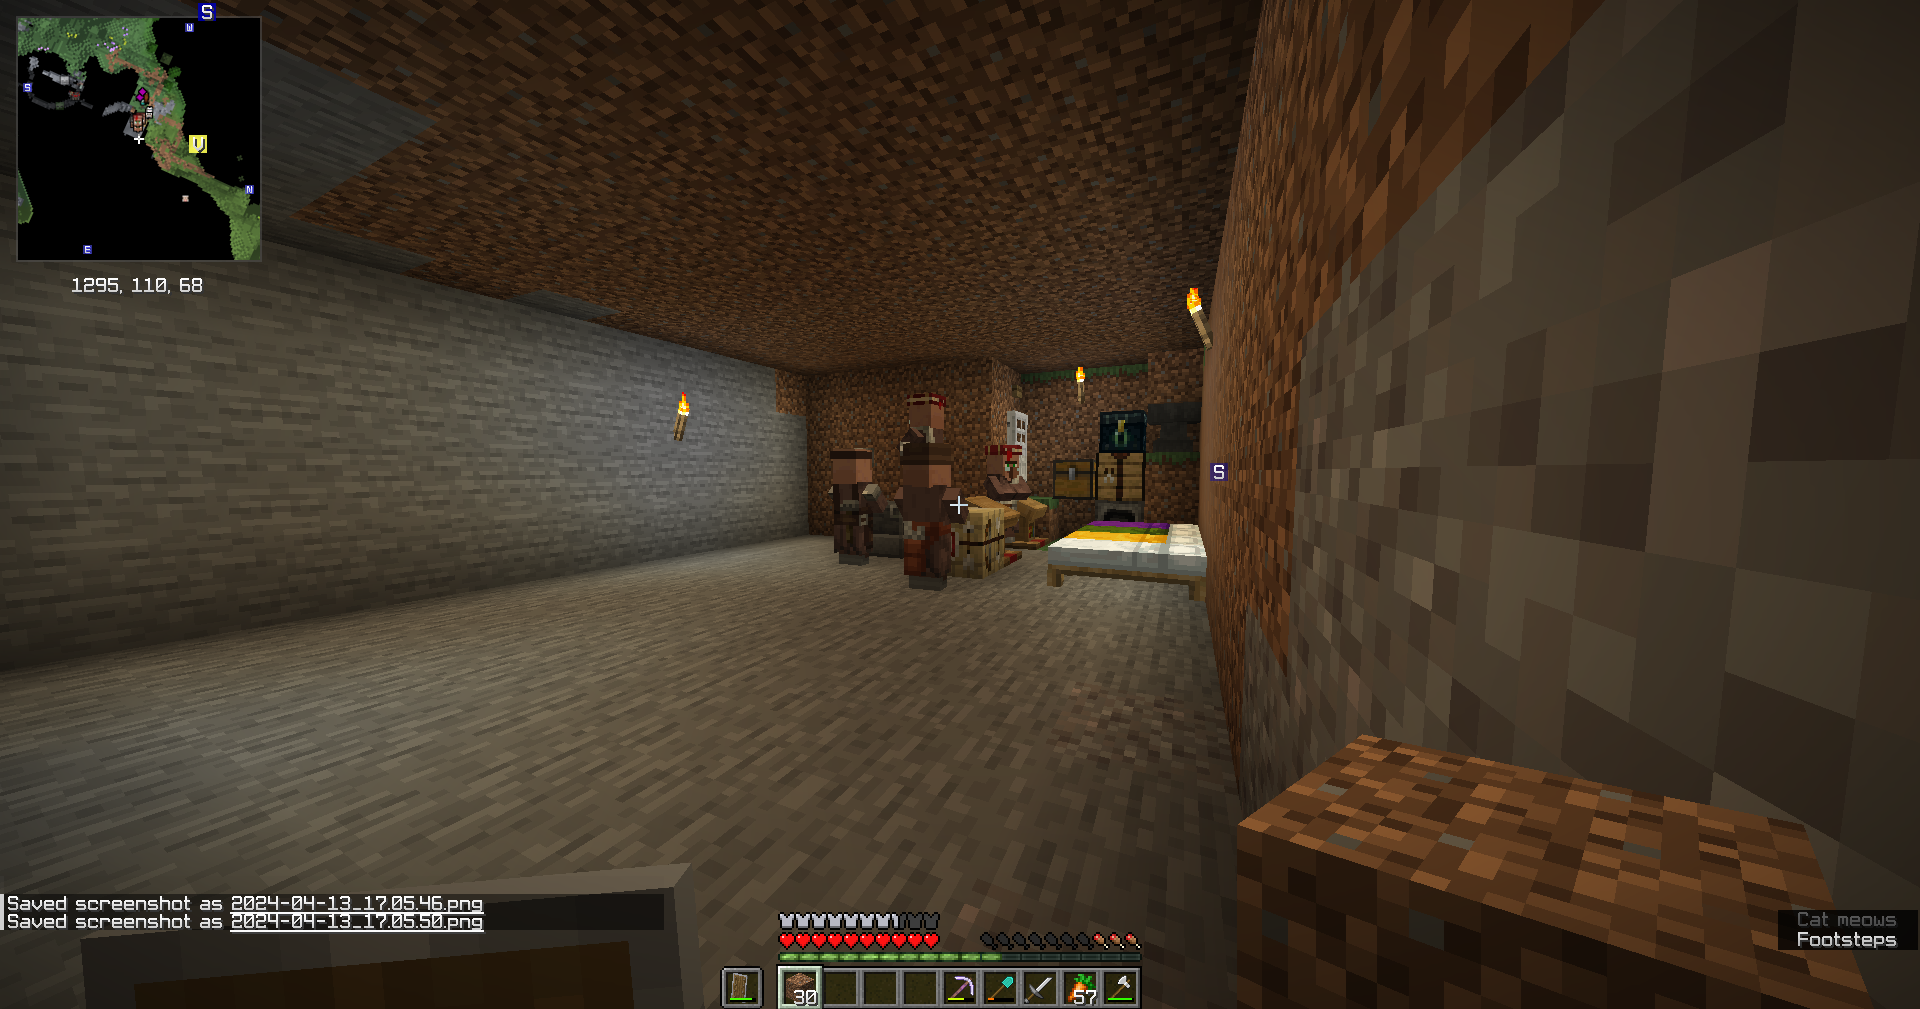 S
W
S
U
N
E
1295, 110, 68
S
Saved screenshot as 2024-04-13_17.05.46.png
Saved screenshot as 2024-04-13_17.05.50.png
Cat meows
Footsteps
30
57